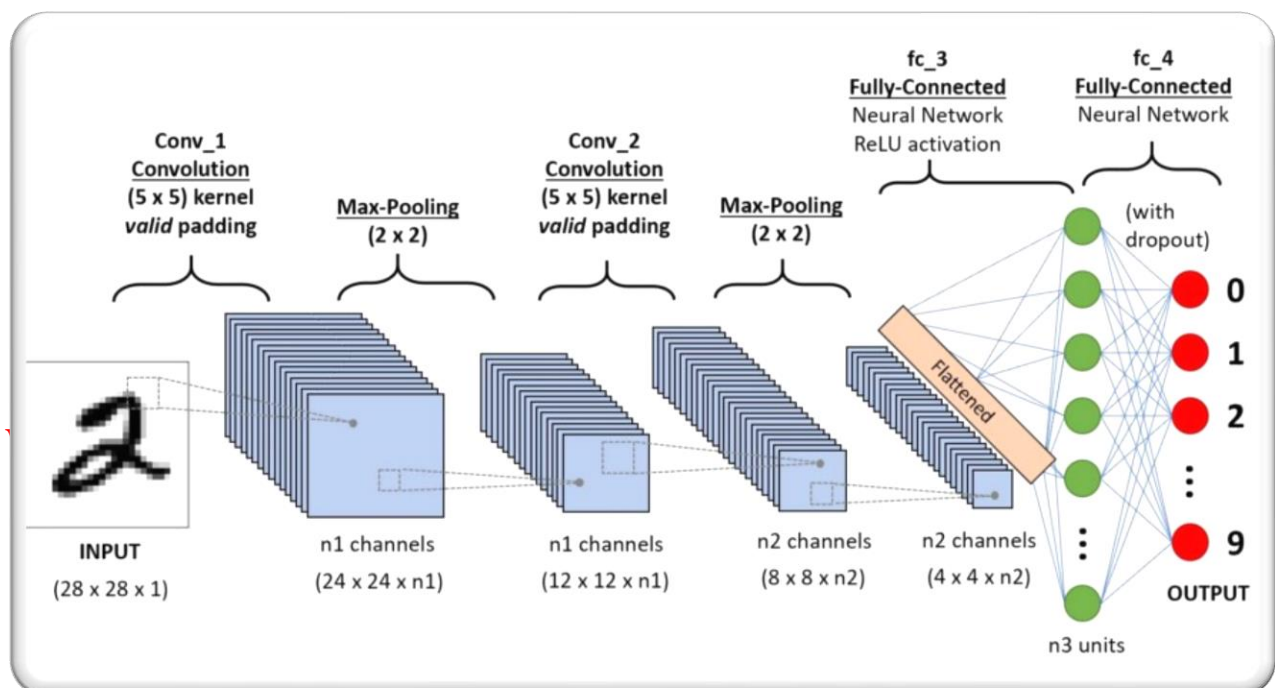 Conv_1
Convolution
(5 x 5) kernel
valid padding
Max-Pooling
(2 x 2)
Conv_2
Convolution
(5 x 5) kernel
valid padding
Max-Pooling
(2 x 2)
fc_3
Fully-Connected
Neural Network
ReLU activation
fc_4
Fully-Connected
Neural Network
(with
dropout)
2
Flattened
0
1
2
9
OUTPUT
INPUT
(28 x 28 x 1)
n1 channels
(24 x 24 x n1)
n1 channels
(12 x 12 x n1)
n2 channels
(8 x 8 x n2)
n2 channels
(4 x 4 x n2)
n3 units